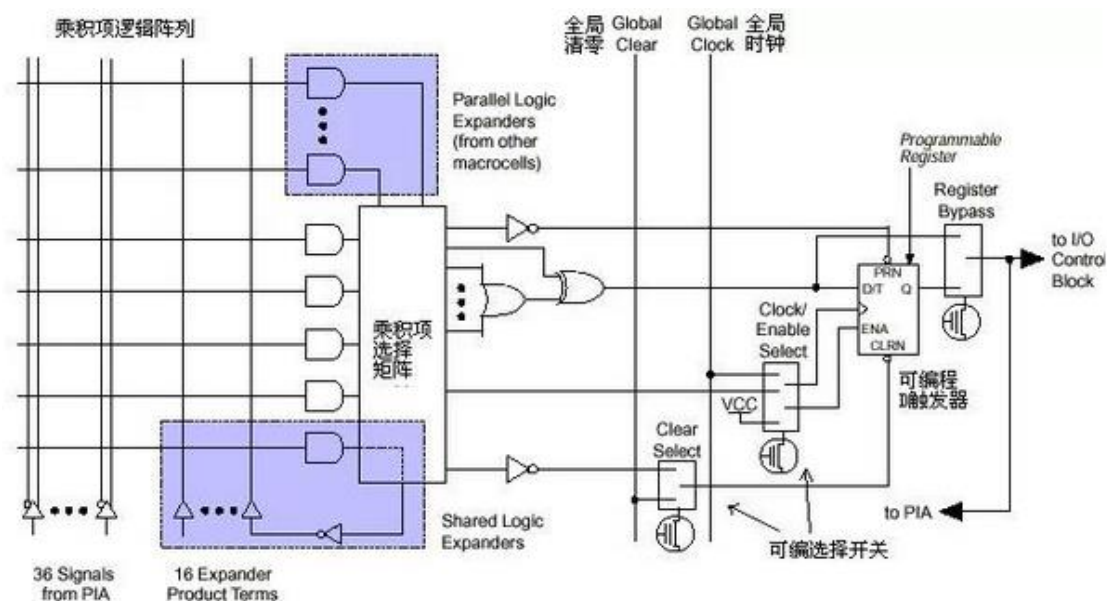 乘积项逻辑阵列
全局 Global
清零 Clear
Global 全局
Clock 时钟
Parallel Logic
Expanders
(from other
macrocells)
Programmable
Register
Register
Bypass
to I/O
Control
Block
PRN
D/T Q
ENA
CLRN
Clock/
Enable
Select
乘积项
选择
矩阵
VCC
可编程
D触发器
Clear
Select
Shared Logic
Expanders
to PIA
可编选择开关
36 Signals
from PIA
16 Expander
Product Terms